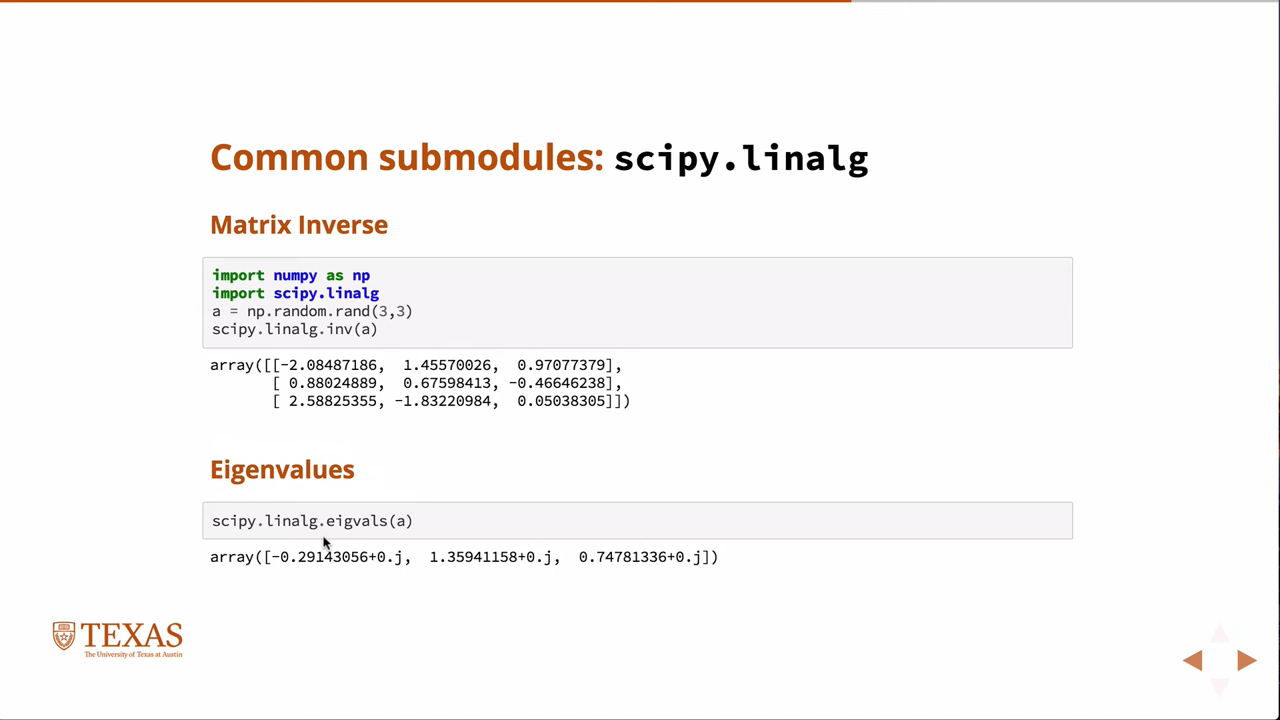 Common submodules: scipy.linalg
Matrix Inverse
import numpy as np
import scipy.linalg
a = np.random.rand(3,3)
scipy.linalg.inv(a)
array([[-2.08487186,  1.45570026,  0.97077379],
       [ 0.88024889,  0.67598413, -0.46646238],
       [ 2.58825355, -1.83220984,  0.05038305]])
Eigenvalues
scipy.linalg.eigvals(a)
array([-0.29143056+0.j,  1.35941158+0.j,  0.74781336+0.j])
TEXAS
The University of Texas at Austin